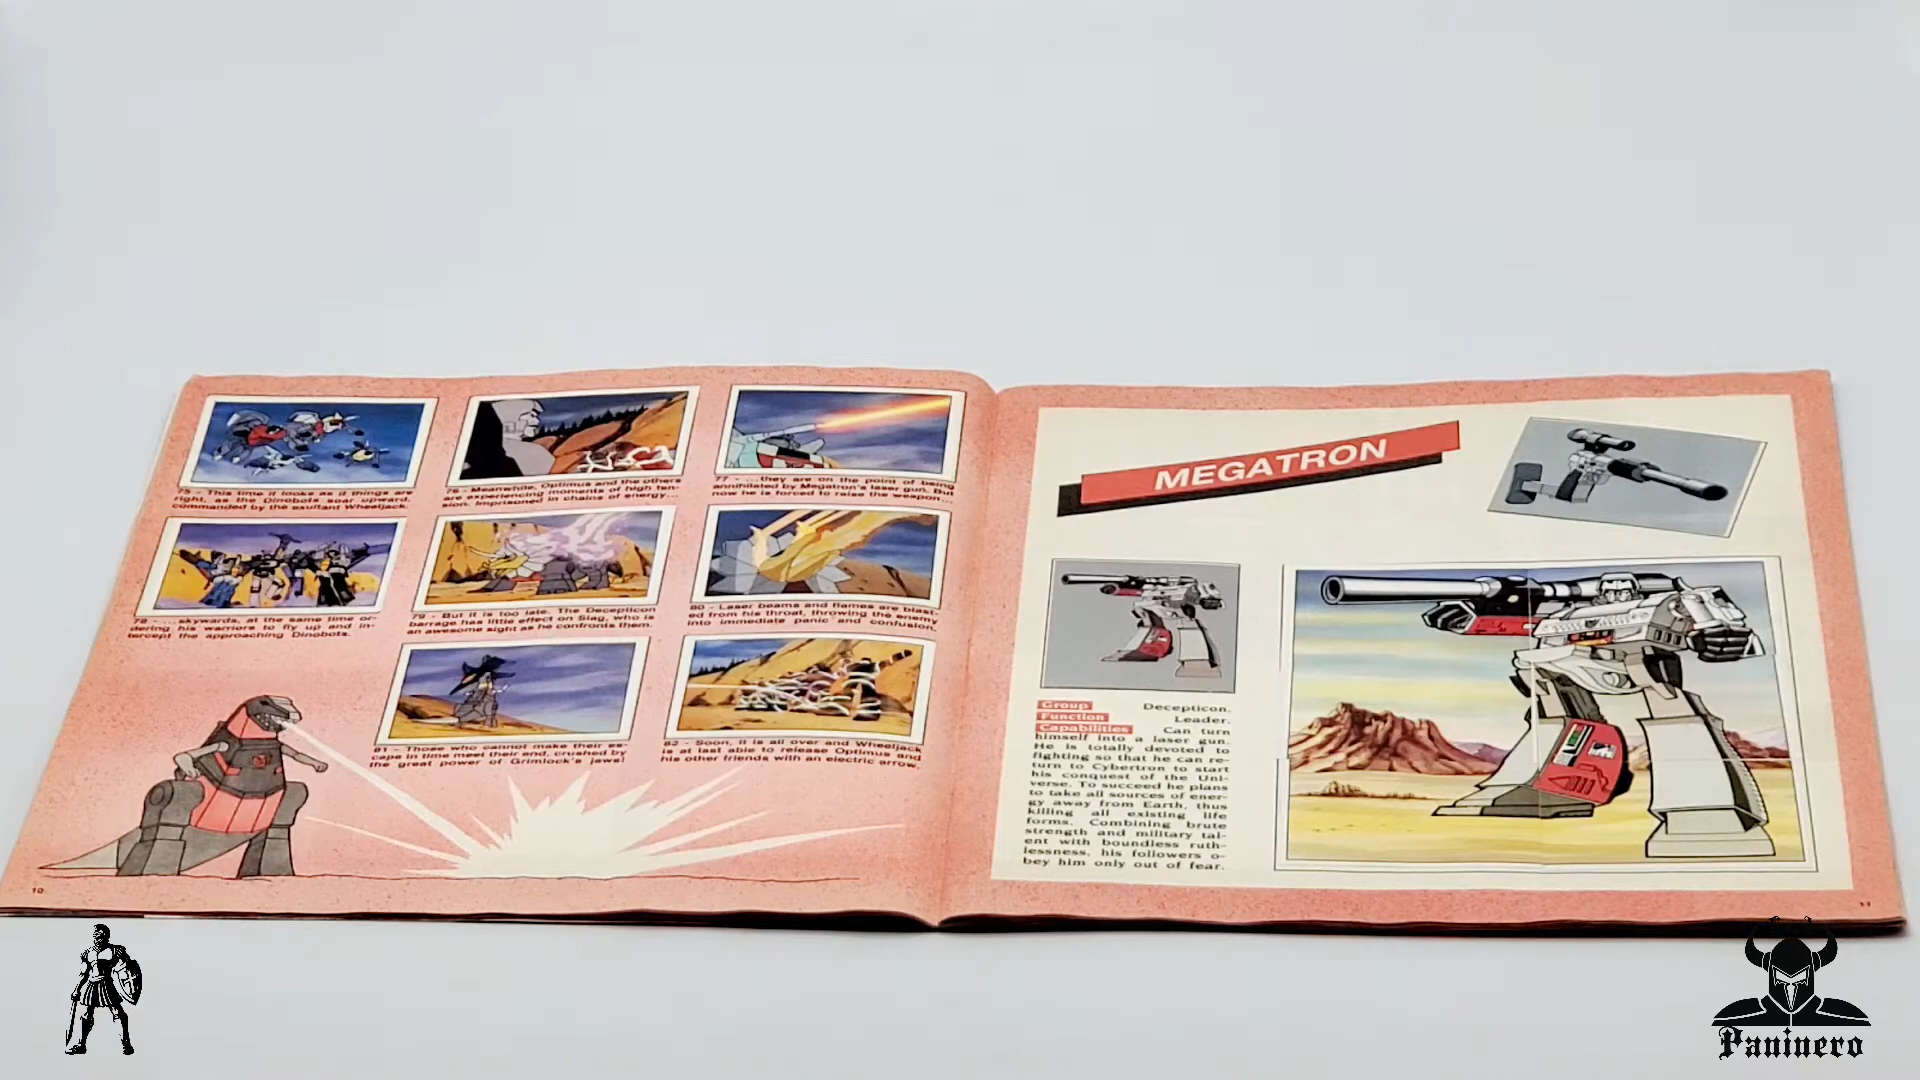 75 - This time it looks as if things are
right, as the Dinobots soar upward,
commanded by the exultant Wheeljack.
76 - Meanwhile, Optimus and the others
are experiencing moments of high ten-
sion. Imprisoned in chains of energy...
77 - ...they are on the point of being
annihilated by Megatron's laser gun. But
now he is forced to raise the weapon...
78 - ...skywards, at the same time or-
dering his warriors to fly up and in-
tercept the approaching Dinobots.
79 - But it is too late. The Decepticon
barrage has little effect on Slag, who is
an awesome sight as he confronts them.
80 - Laser beams and flames are blast-
ed from his throat, throwing the enemy
into immediate panic and confusion.
81 - Those who cannot make their es-
cape in time meet their end, crushed by
the great power of Grimlock's jaws!
82 - Soon, it is all over and Wheeljack
is at last able to release Optimus and
his other friends with an electric arrow.
10
MEGATRON
Group Decepticon.
Function Leader.
Capabilities Can turn
himself into a laser gun.
He is totally devoted to
fighting so that he can re-
turn to Cybertron to start
his conquest of the Uni-
verse. To succeed he plans
to take all sources of ener-
gy away from Earth, thus
killing all existing life
forms. Combining brute
strength and military tal-
ent with boundless ruth-
lessness, his followers o-
bey him only out of fear.
11
Paninero